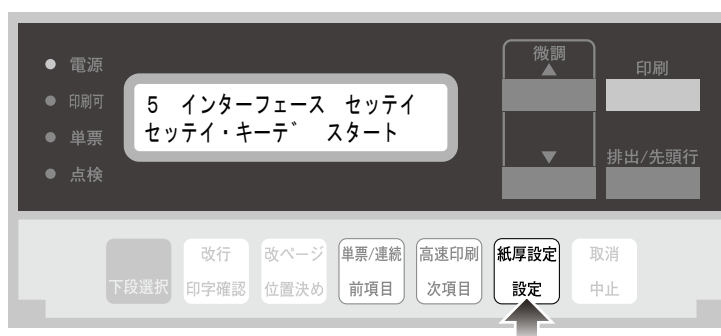 電源
印刷可
単票
点検
5 インターフェース セッテイ
セッテイ・キーデ スタート
微調
▲
▼
印刷
排出/先頭行
下段選択
改行
印字確認
改ページ
位置決め
単票/連続
前項目
高速印刷
次項目
紙厚設定
設定
取消
中止